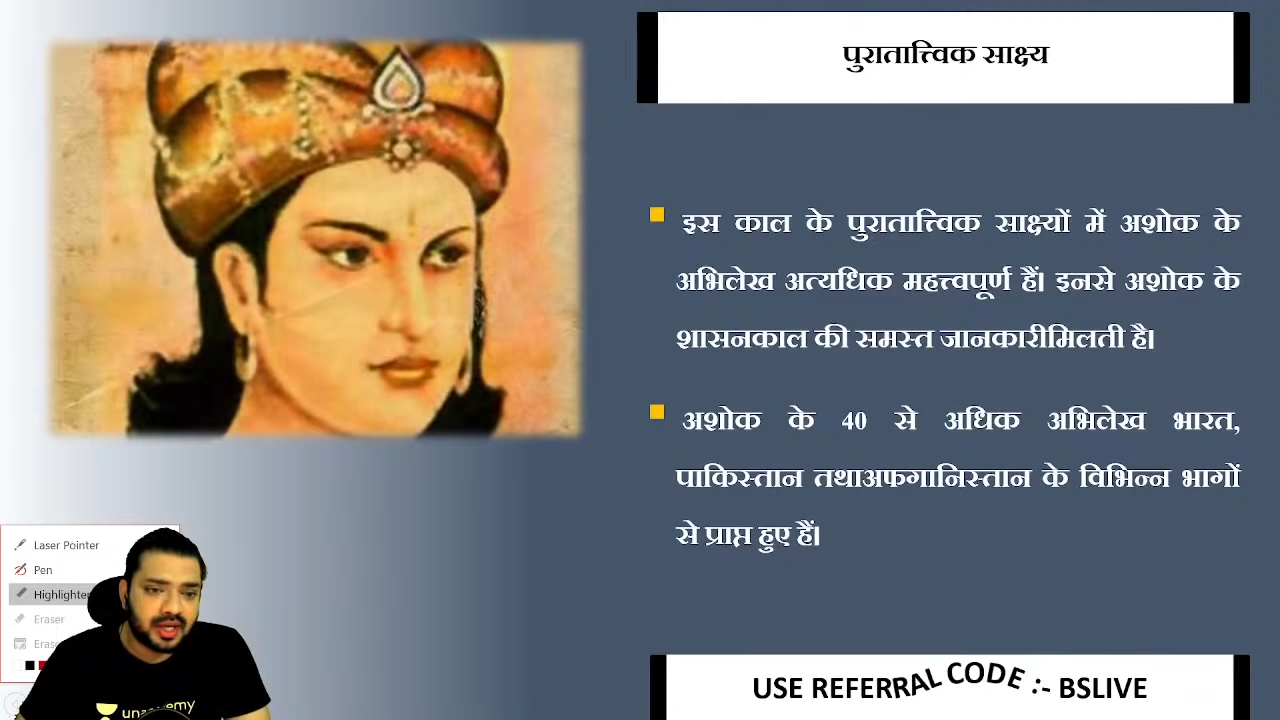 पुरातात्त्विक साक्ष्य
इस काल के पुरातात्त्विक साक्ष्यों में अशोक के
अभिलेख अत्यधिक महत्त्वपूर्ण हैं। इनसे अशोक के
शासनकाल की समस्त जानकारीमिलती है।
अशोक के 40 से अधिक अभिलेख भारत,
पाकिस्तान तथाअफगानिस्तान के विभिन्न भागों
से प्राप्त हुए हैं।
Laser Pointer
Pen
Highlighter
Eraser
USE REFERRAL CODE :- BSLIVE